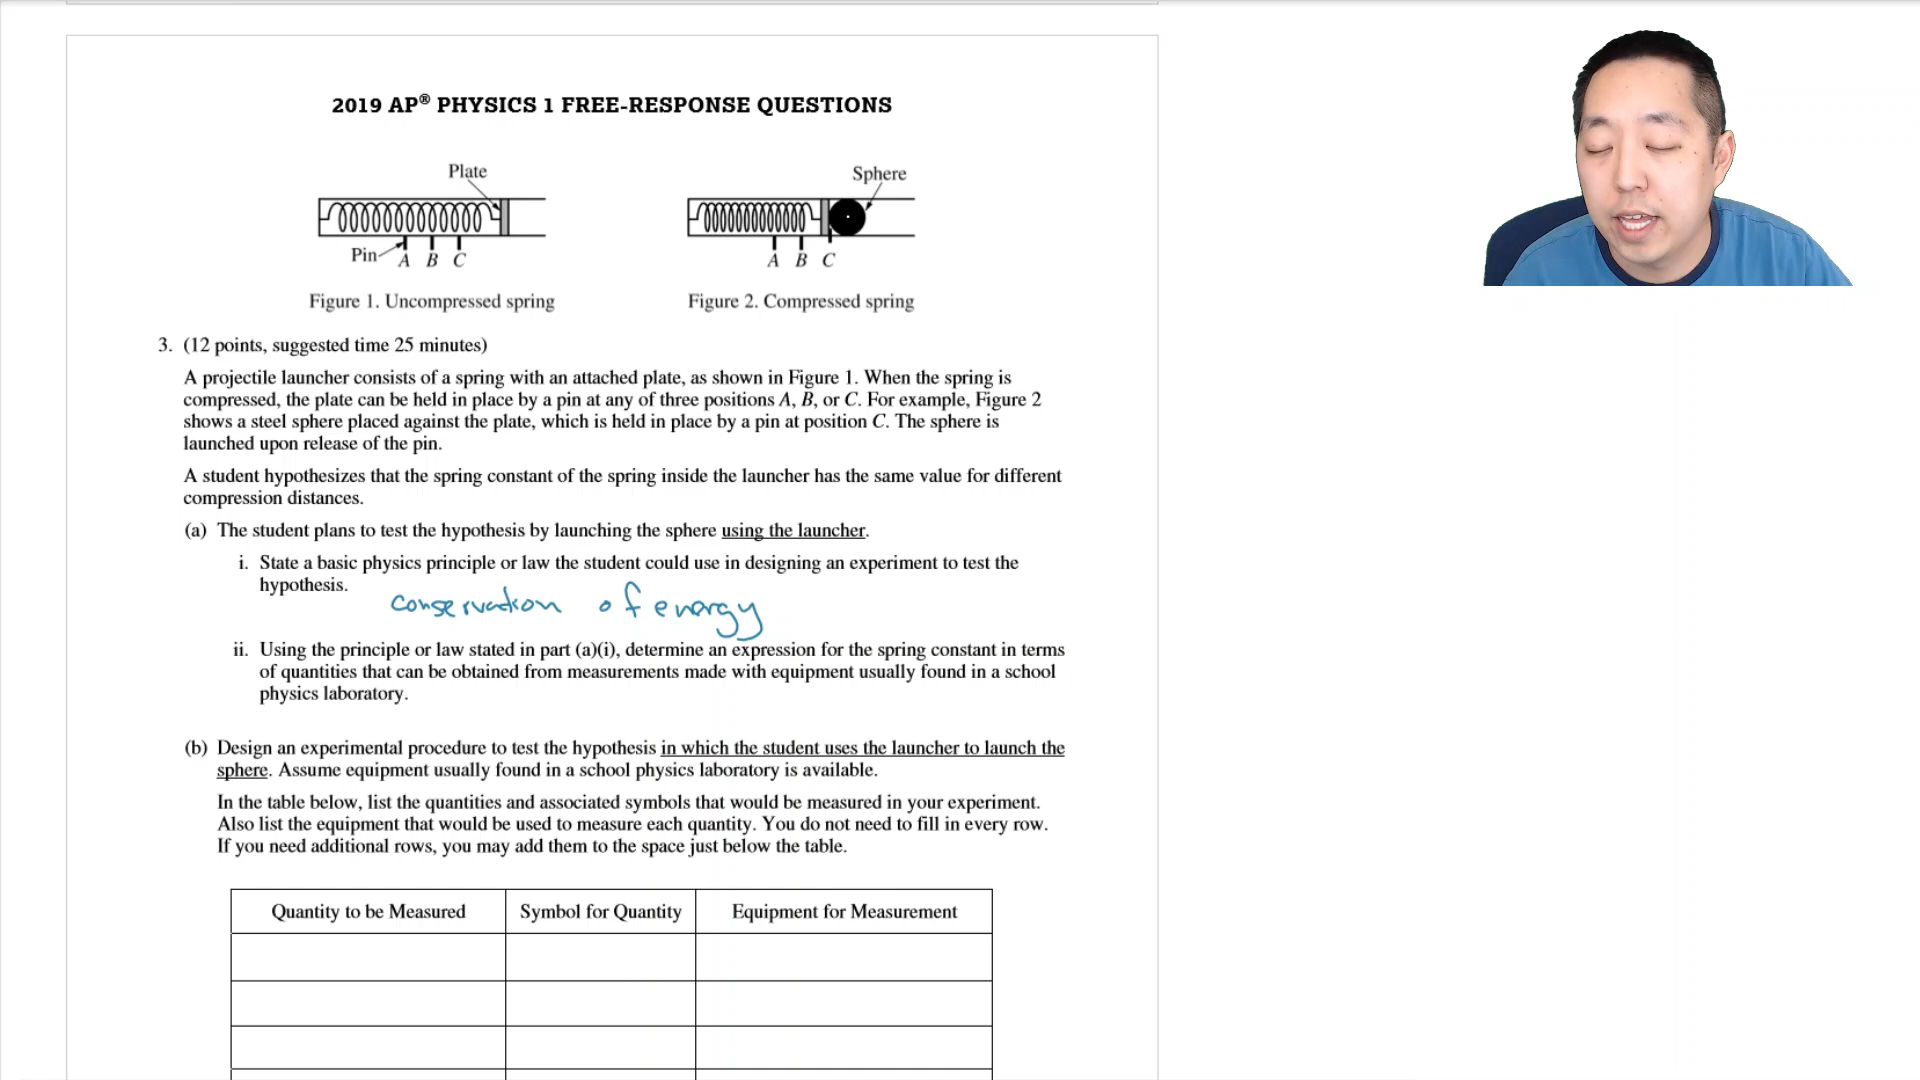 2019 AP® PHYSICS 1 FREE-RESPONSE QUESTIONS
Plate
Sphere
Pin
A B C
A B C
Figure 1. Uncompressed spring
Figure 2. Compressed spring
3. (12 points, suggested time 25 minutes)
A projectile launcher consists of a spring with an attached plate, as shown in Figure 1. When the spring is
compressed, the plate can be held in place by a pin at any of three positions A, B, or C. For example, Figure 2
shows a steel sphere placed against the plate, which is held in place by a pin at position C. The sphere is
launched upon release of the pin.
A student hypothesizes that the spring constant of the spring inside the launcher has the same value for different
compression distances.
(a) The student plans to test the hypothesis by launching the sphere using the launcher.
i. State a basic physics principle or law the student could use in designing an experiment to test the
hypothesis.
conservation of energy
ii. Using the principle or law stated in part (a)(i), determine an expression for the spring constant in terms
of quantities that can be obtained from measurements made with equipment usually found in a school
physics laboratory.
(b) Design an experimental procedure to test the hypothesis in which the student uses the launcher to launch the
sphere. Assume equipment usually found in a school physics laboratory is available.
In the table below, list the quantities and associated symbols that would be measured in your experiment.
Also list the equipment that would be used to measure each quantity. You do not need to fill in every row.
If you need additional rows, you may add them to the space just below the table.
Quantity to be Measured
Symbol for Quantity
Equipment for Measurement